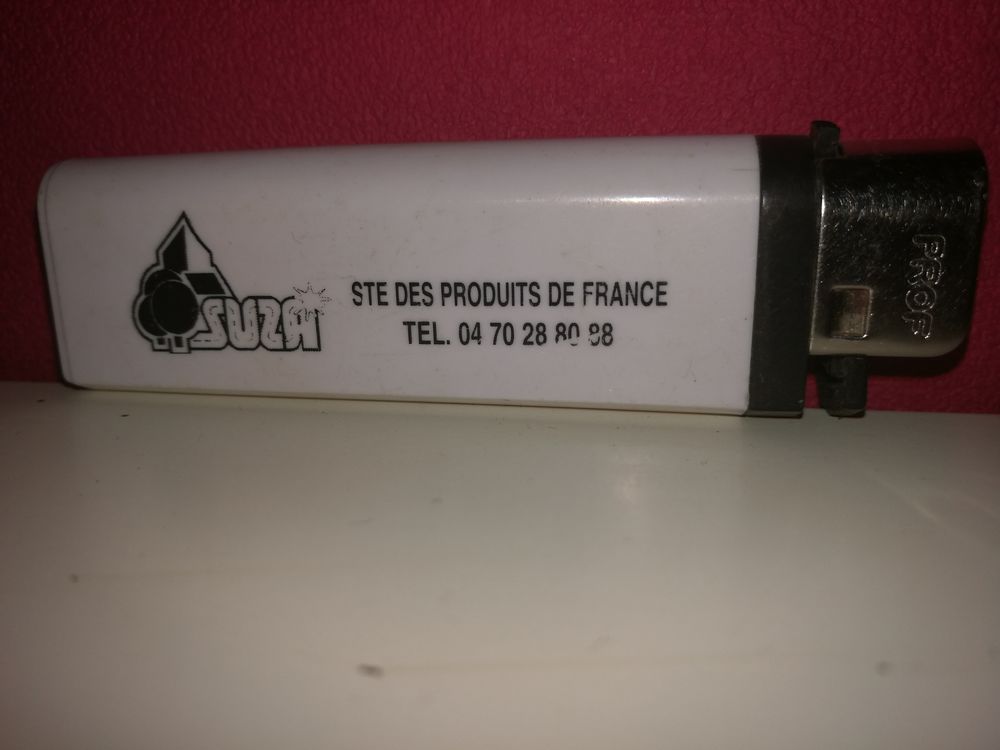 SUZA
STE DES PRODUITS DE FRANCE
TEL. 04 70 28 80 88
PROF